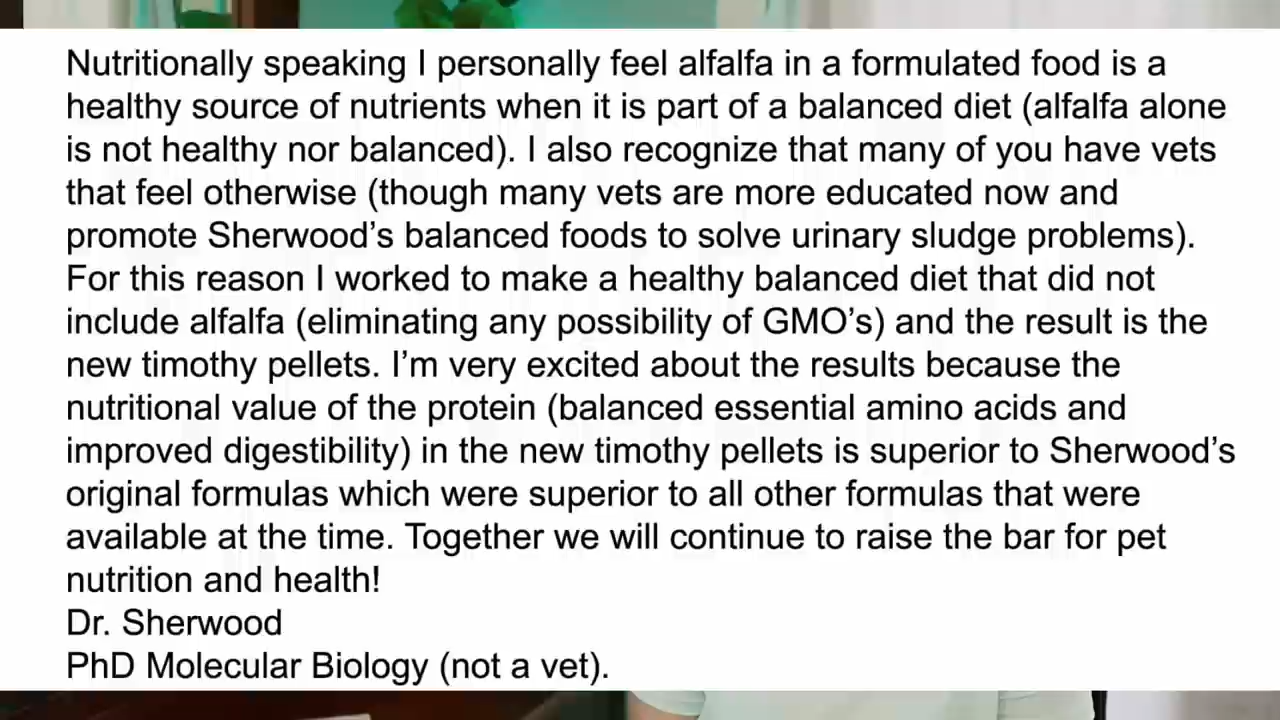 Nutritionally speaking I personally feel alfalfa in a formulated food is a
healthy source of nutrients when it is part of a balanced diet (alfalfa alone
is not healthy nor balanced). I also recognize that many of you have vets
that feel otherwise (though many vets are more educated now and
promote Sherwood’s balanced foods to solve urinary sludge problems).
For this reason I worked to make a healthy balanced diet that did not
include alfalfa (eliminating any possibility of GMO’s) and the result is the
new timothy pellets. I’m very excited about the results because the
nutritional value of the protein (balanced essential amino acids and
improved digestibility) in the new timothy pellets is superior to Sherwood’s
original formulas which were superior to all other formulas that were
available at the time. Together we will continue to raise the bar for pet
nutrition and health!
Dr. Sherwood
PhD Molecular Biology (not a vet).